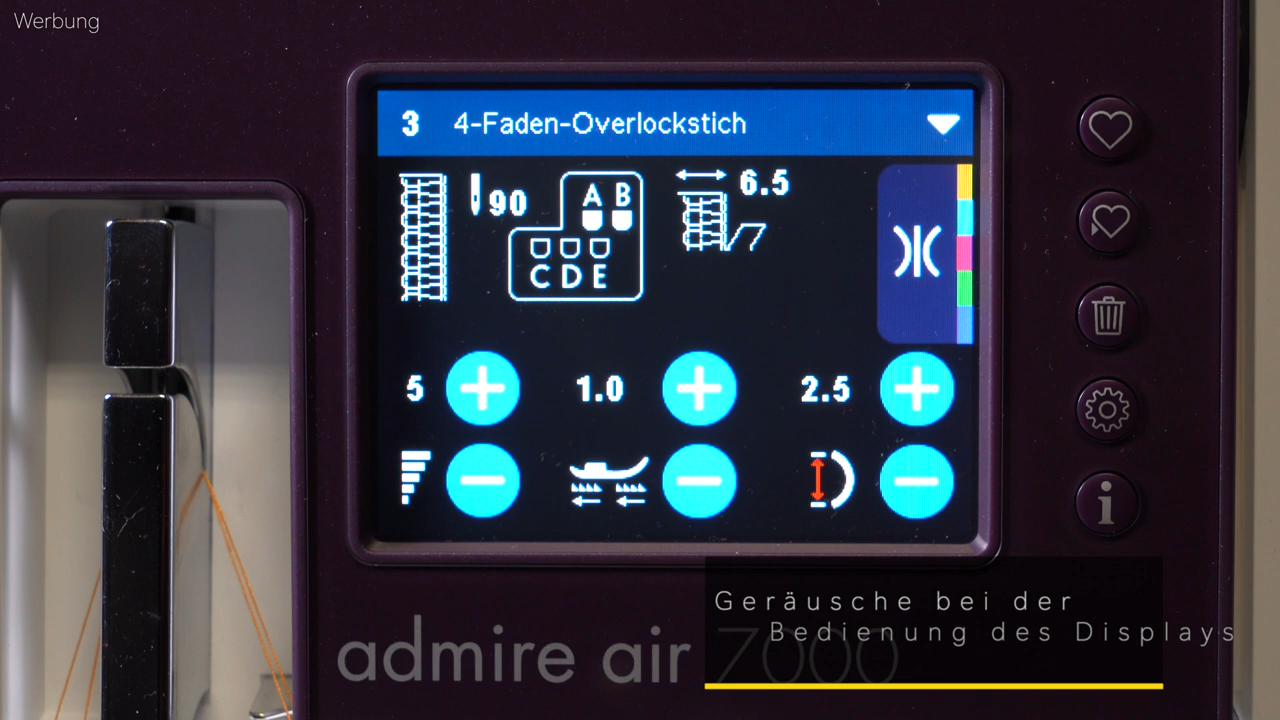 Werbung
3 4-Faden-Overlockstich
90
A B
C D E
6.5
5 1.0 2.5
i
admire air 7000
Geräusche bei der
Bedienung des Displays